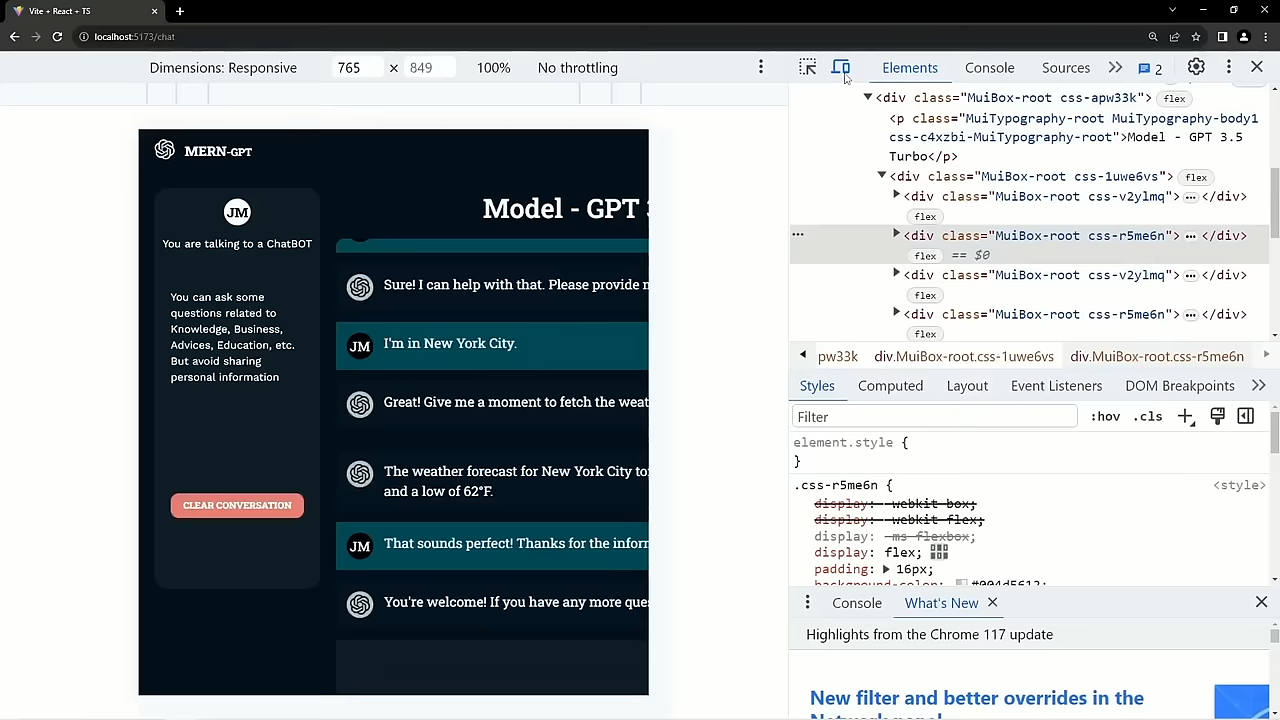 Vite + React + TS
localhost:5173/chat
Dimensions: Responsive 765 × 849 100% No throttling
Elements Console Sources 2
MERN-GPT
JM
You are talking to a ChatBOT
You can ask some
questions related to
Knowledge, Business,
Advices, Education, etc.
But avoid sharing
personal information
CLEAR CONVERSATION
Model - GPT
Sure! I can help with that. Please provide
JM I'm in New York City.
Great! Give me a moment to fetch the
The weather forecast for New York City
and a low of 62°F.
JM That sounds perfect! Thanks for the
You're welcome! If you have any more
<div class="MuiBox-root css-apw33k"> flex
<p class="MuiTypography-root MuiTypography-body1
css-c4xzbi-MuiTypography-root">Model - GPT 3.5
Turbo</p>
<div class="MuiBox-root css-1uwe6vs"> flex
<div class="MuiBox-root css-v2ylmq"> … </div>
flex
… <div class="MuiBox-root css-r5me6n"> … </div>
flex == $0
<div class="MuiBox-root css-v2ylmq"> … </div>
flex
<div class="MuiBox-root css-r5me6n"> … </div>
flex
pw33k div.MuiBox-root.css-1uwe6vs div.MuiBox-root.css-r5me6n
Styles Computed Layout Event Listeners DOM Breakpoints
Filter :hov .cls
element.style {
}
.css-r5me6n { <style>
display: -webkit-box;
display: -webkit-flex;
display: -ms-flexbox;
display: flex;
padding: 16px;
background-color: #004d5612;
Console What's New
Highlights from the Chrome 117 update
New filter and better overrides in the
Network panel